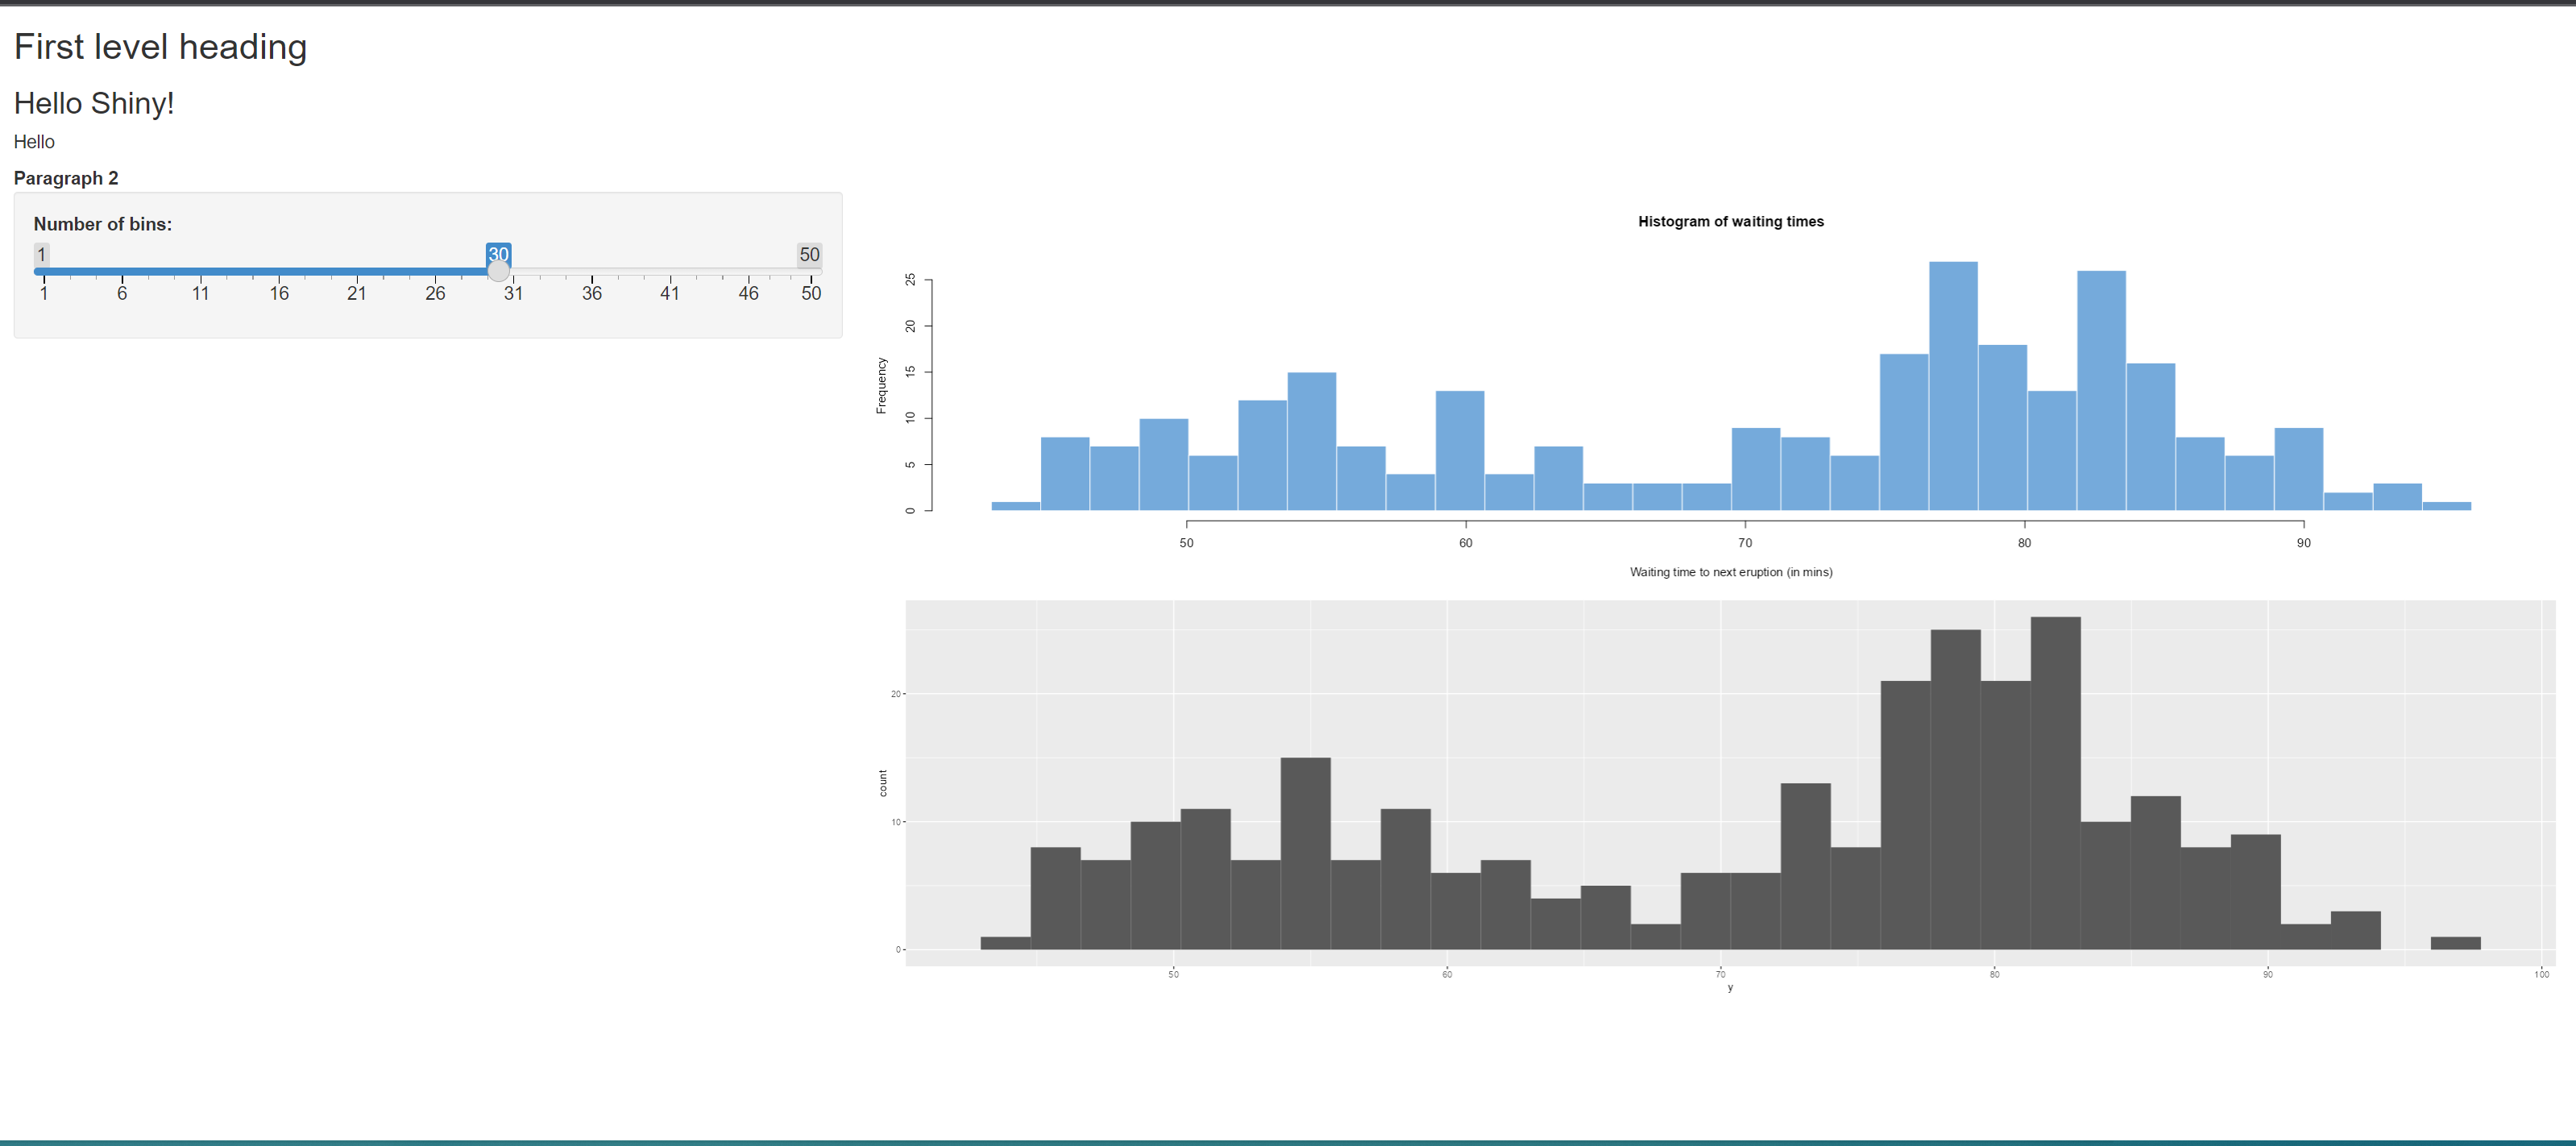 First level heading
Hello Shiny!
Hello
Paragraph 2
Number of bins:
1 30 50
1 6 11 16 21 26 31 36 41 46 50
Histogram of waiting times
Frequency
25
20
15
10
5
0
50 60 70 80 90
Waiting time to next eruption (in mins)
count
20
10
0
50 60 70 80 90 100
y